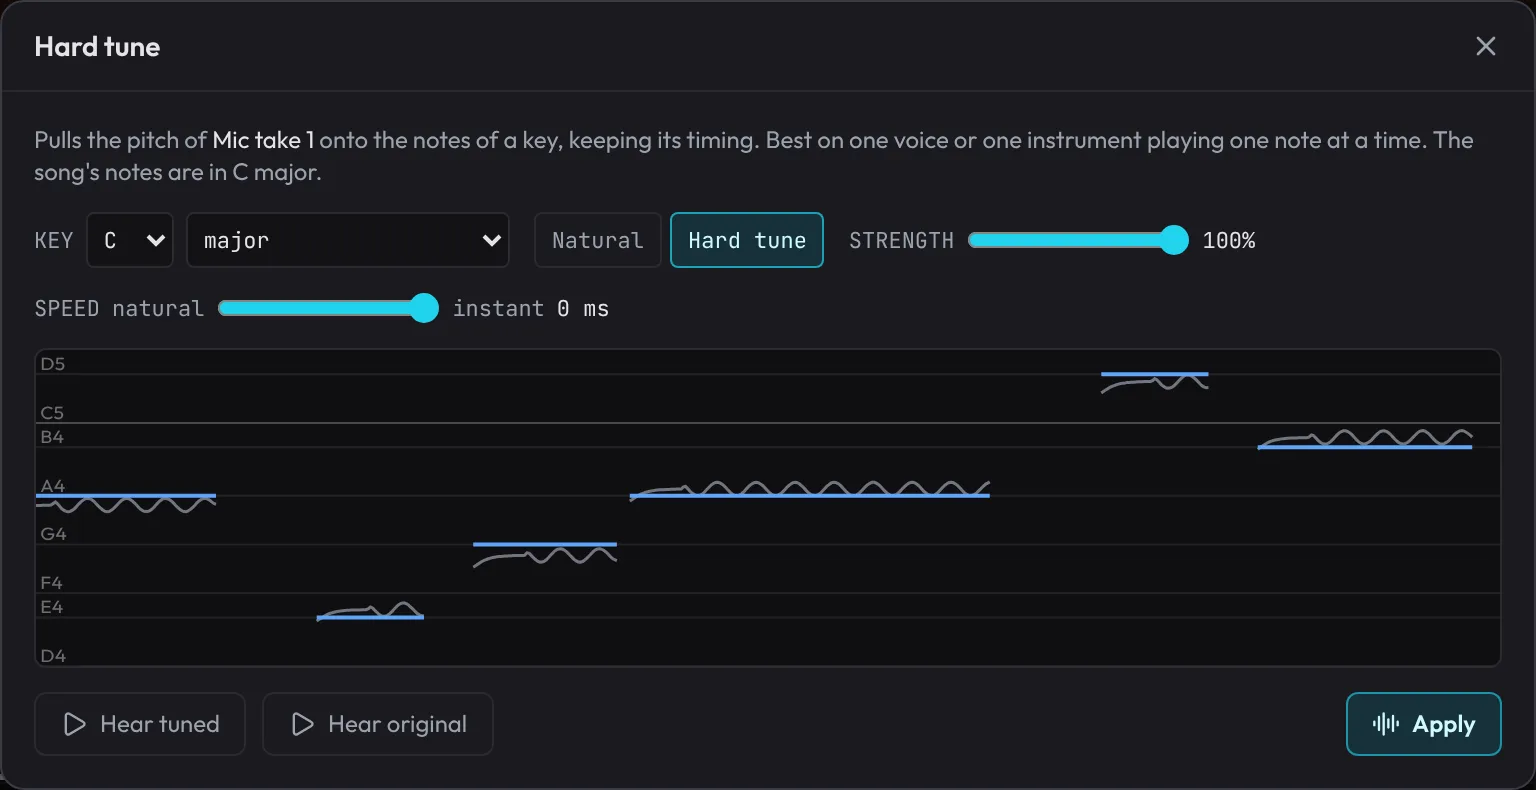 Hard tune
Pulls the pitch of Mic take 1 onto the notes of a key, keeping its timing. Best on one voice or one instrument playing one note at a time. The
song's notes are in C major.
KEY C major Natural Hard tune STRENGTH 100%
SPEED natural instant 0 ms
D5
C5
B4
A4
G4
F4
E4
D4
Hear tuned Hear original Apply